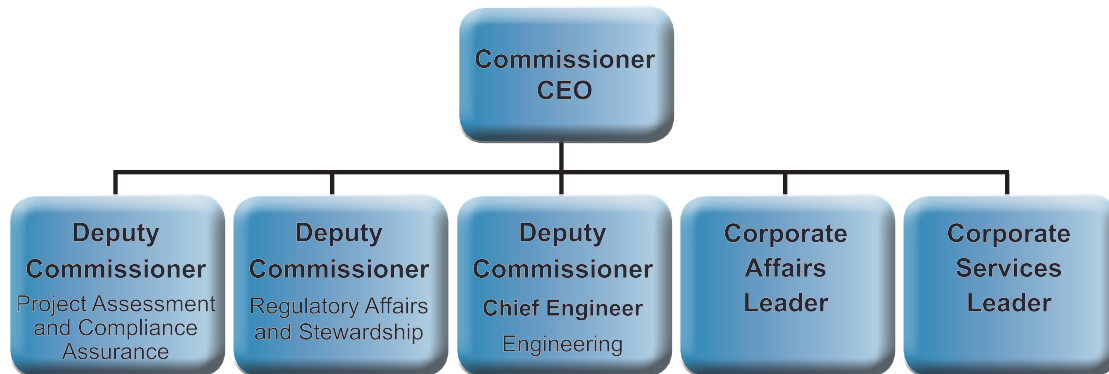 Commissioner
CEO
Deputy
Commissioner
Project Assessment
and Compliance
Assurance
Deputy
Commissioner
Regulatory Affairs
and Stewardship
Deputy
Commissioner
Chief Engineer
Engineering
Corporate
Affairs
Leader
Corporate
Services
Leader